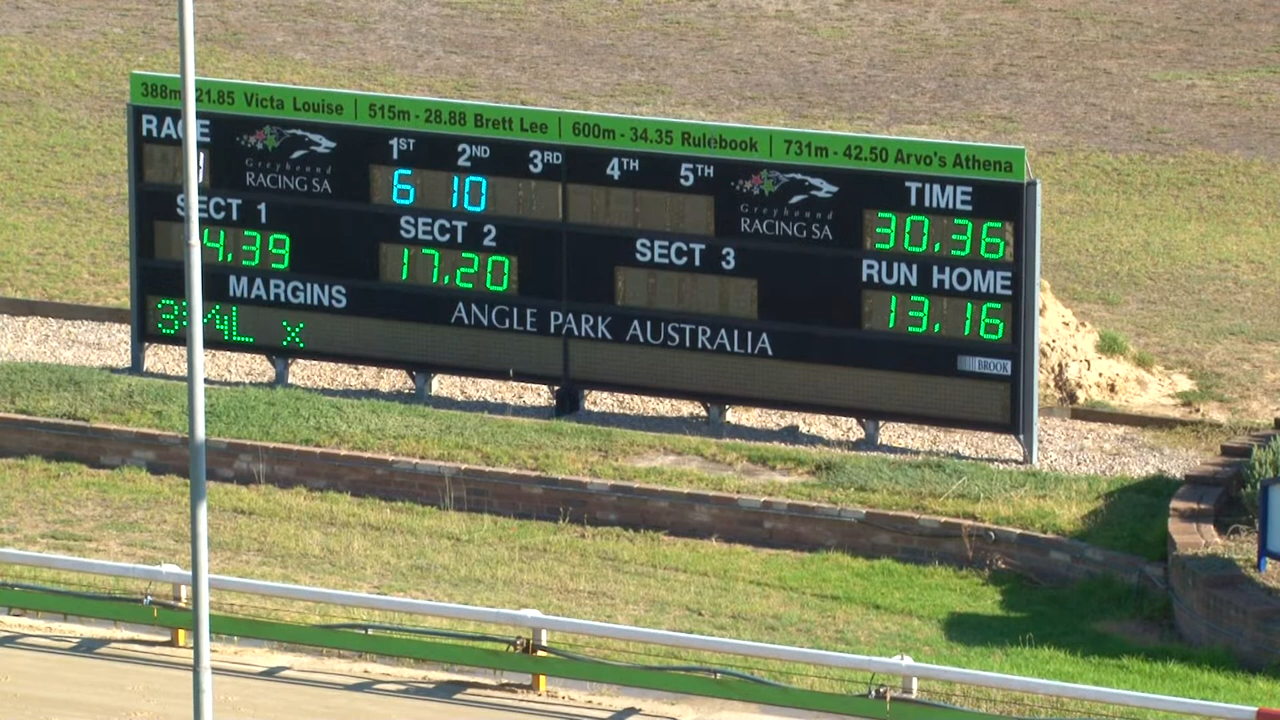 388m 21.85 Victa Louise | 515m - 28.88 Brett Lee | 600m - 34.35 Rulebook | 731m - 42.50 Arvo's Athena
RACE
Greyhound
RACING SA
1ST 2ND 3RD 4TH 5TH
6 10
Greyhound
RACING SA
TIME
30.36
SECT 1
4.39
SECT 2
17.20
SECT 3
RUN HOME
13.16
MARGINS
4L x
ANGLE PARK AUSTRALIA
BROOK